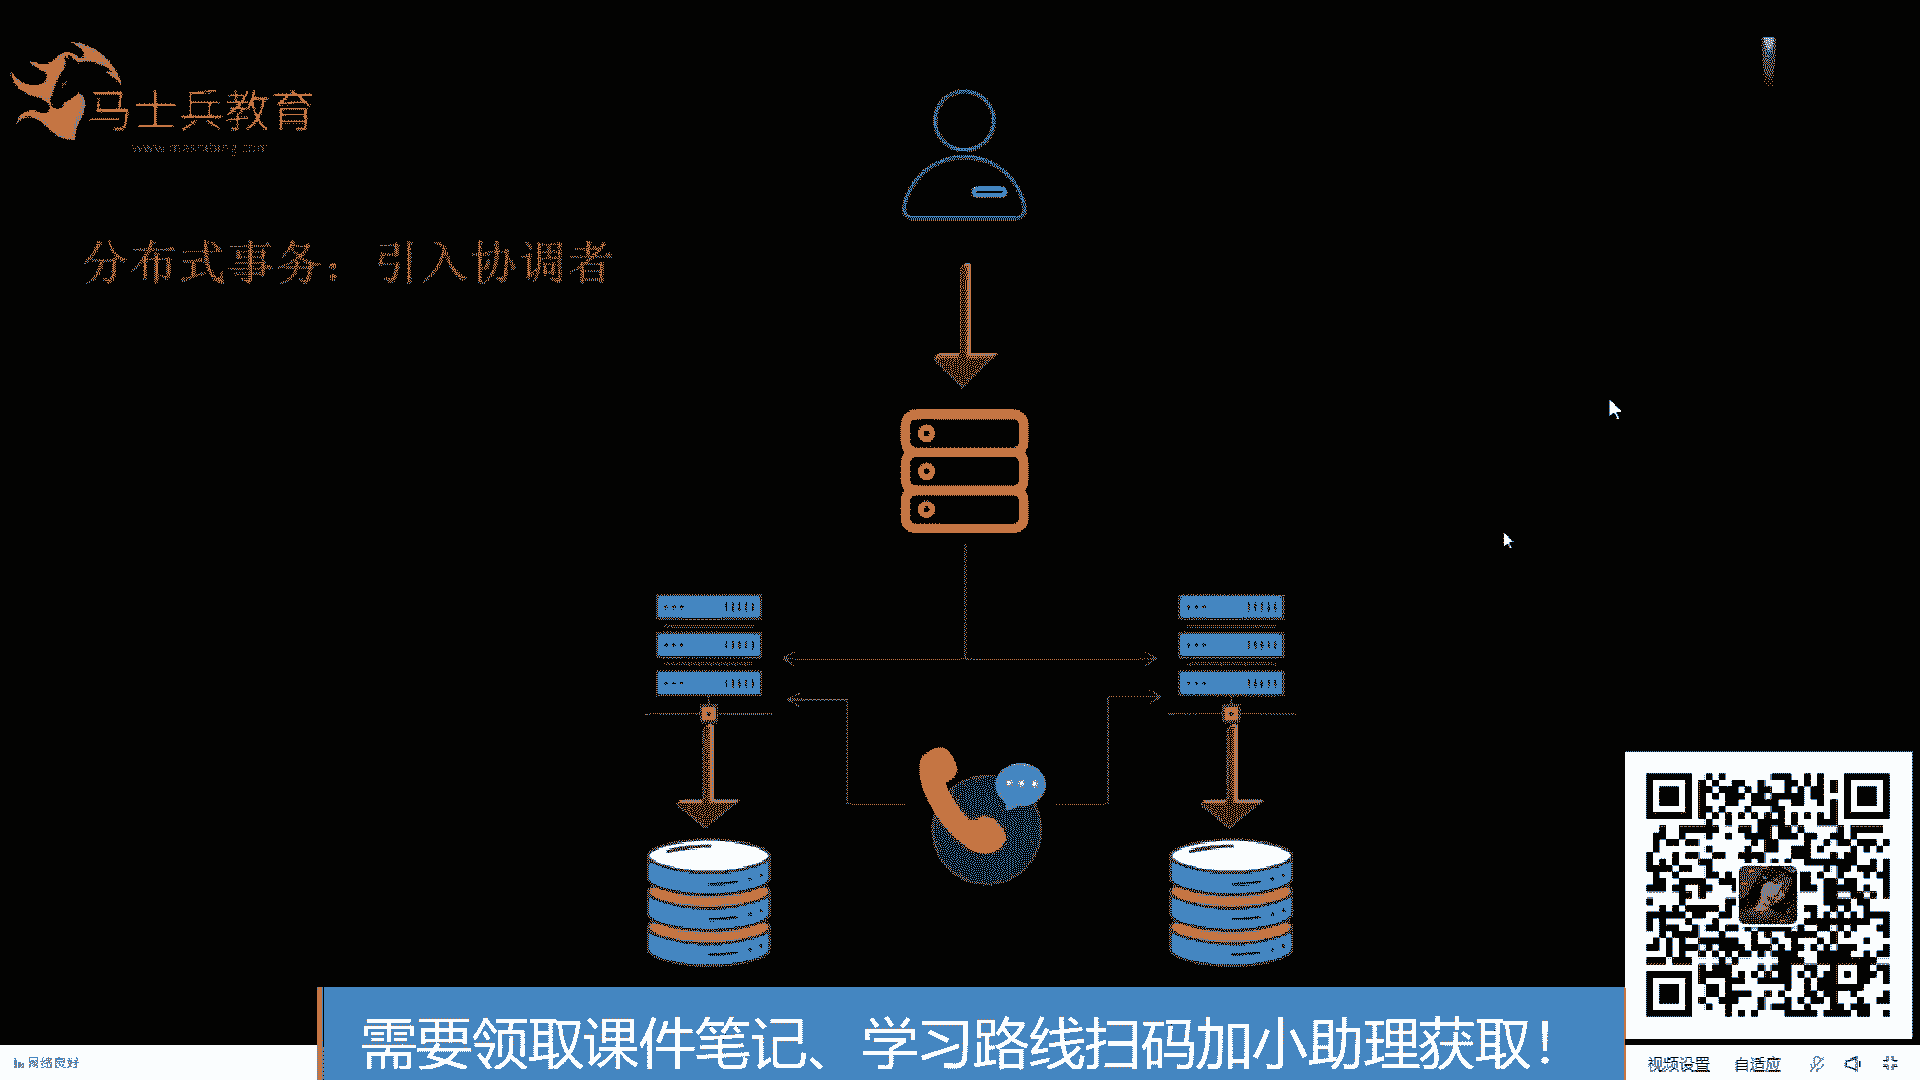 马士兵教育
www.mashibing.com
分布式事务：引入协调者
需要领取课件笔记、学习路线扫码加小助理获取！
网络良好
视频设置 自适应